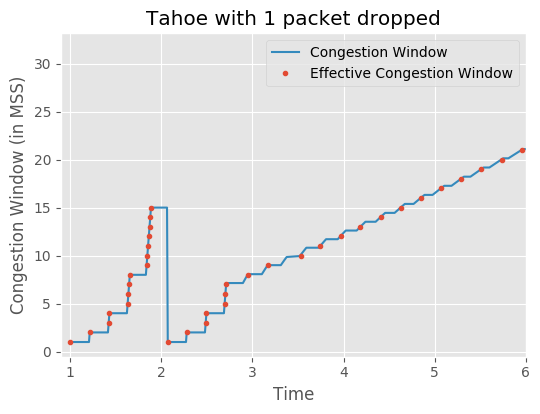 Tahoe with 1 packet dropped
Congestion Window
Effective Congestion Window
Congestion Window (in MSS)
30
25
20
15
10
5
0
1
2
3
4
5
6
Time